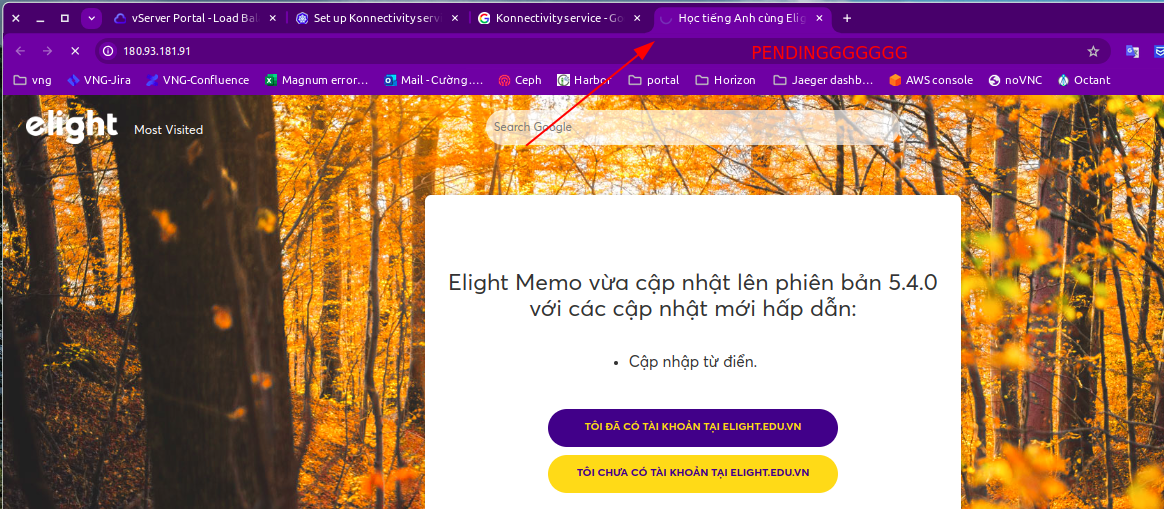 vServer Portal - Load Bal
Set up Konnectivity serv
Konnectivity service - Go
Học tiếng Anh cùng Elig
180.93.181.91
PENDINGGGGGGG
vng
VNG-Jira
VNG-Confluence
Magnum error...
Mail - Cường ....
Ceph
Harbor
portal
Horizon
Jaeger dashb...
AWS console
noVNC
Octant
elight
Most Visited
Search Google
Elight Memo vừa cập nhật lên phiên bản 5.4.0
với các cập nhật mới hấp dẫn:
• Cập nhập từ điển.
TÔI ĐÃ CÓ TÀI KHOẢN TẠI ELIGHT.EDU.VN
TÔI CHƯA CÓ TÀI KHOẢN TẠI ELIGHT.EDU.VN